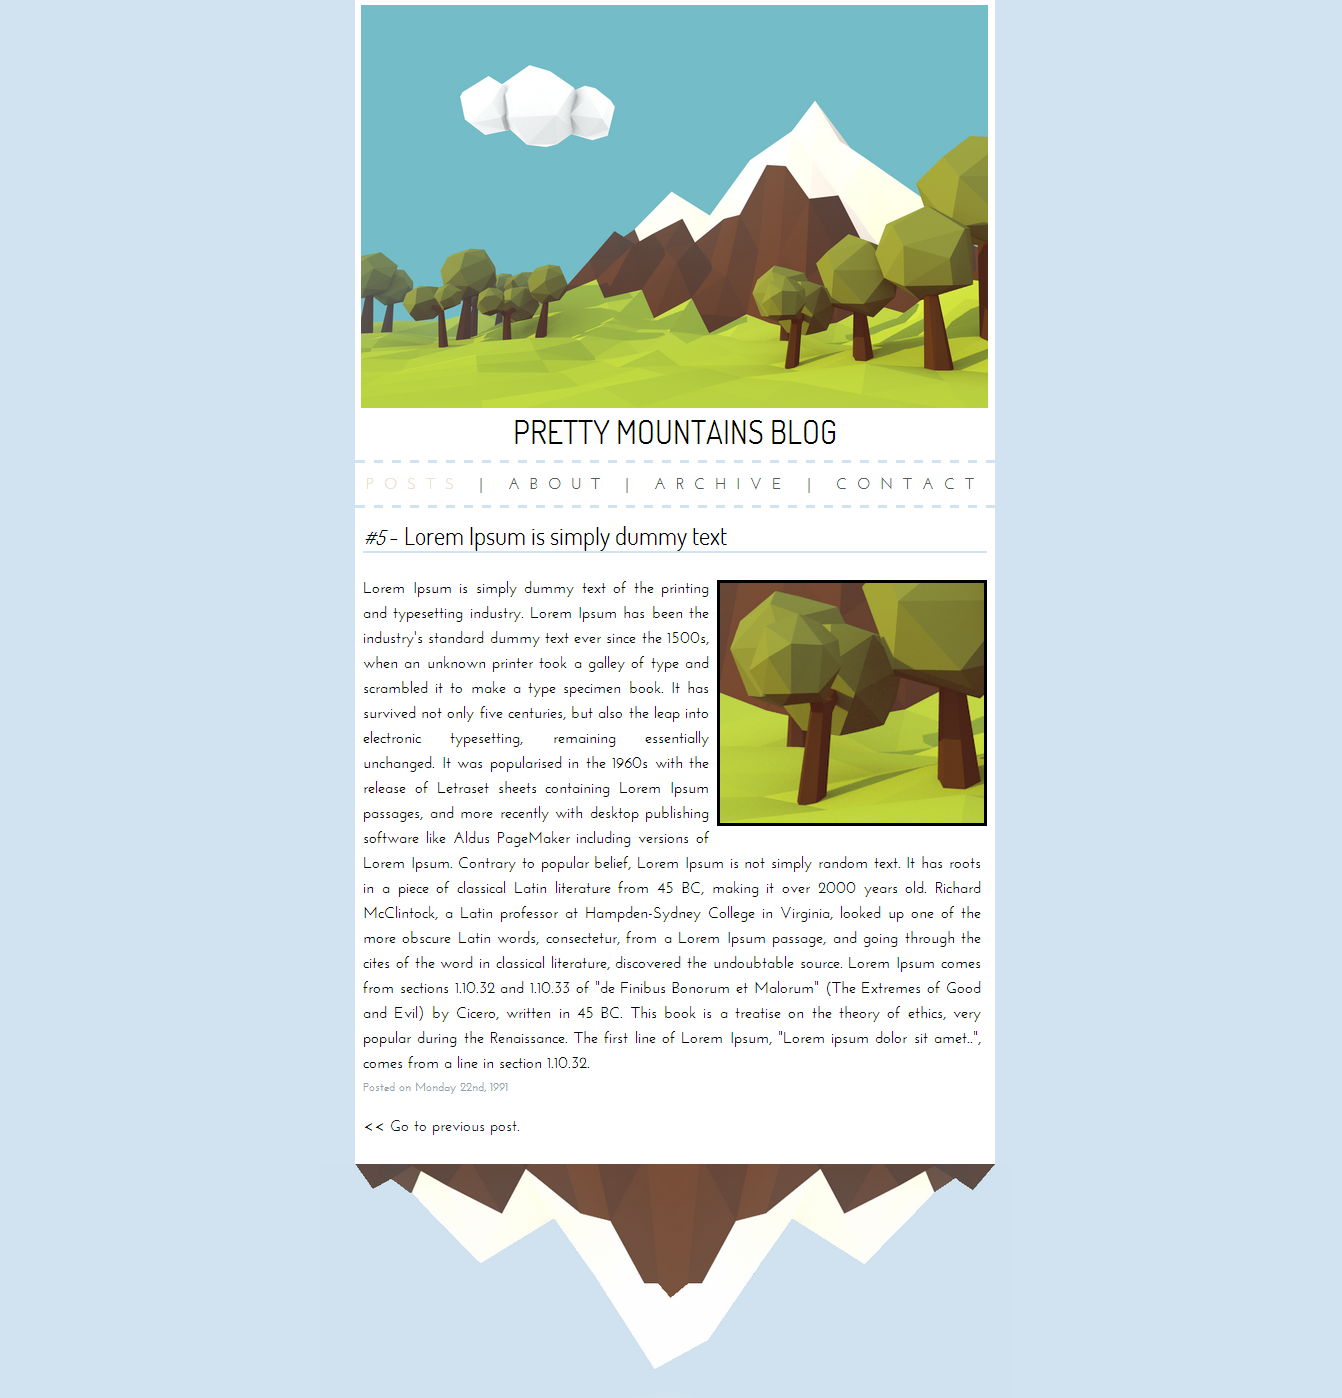 PRETTY MOUNTAINS BLOG
POSTS | ABOUT | ARCHIVE | CONTACT
#5 - Lorem Ipsum is simply dummy text
Lorem Ipsum is simply dummy text of the printing
and typesetting industry. Lorem Ipsum has been the
industry's standard dummy text ever since the 1500s,
when an unknown printer took a galley of type and
scrambled it to make a type specimen book. It has
survived not only five centuries, but also the leap into
electronic typesetting, remaining essentially
unchanged. It was popularised in the 1960s with the
release of Letraset sheets containing Lorem Ipsum
passages, and more recently with desktop publishing
software like Aldus PageMaker including versions of
Lorem Ipsum. Contrary to popular belief, Lorem Ipsum is not simply random text. It has roots
in a piece of classical Latin literature from 45 BC, making it over 2000 years old. Richard
McClintock, a Latin professor at Hampden-Sydney College in Virginia, looked up one of the
more obscure Latin words, consectetur, from a Lorem Ipsum passage, and going through the
cites of the word in classical literature, discovered the undoubtable source. Lorem Ipsum comes
from sections 1.10.32 and 1.10.33 of "de Finibus Bonorum et Malorum" (The Extremes of Good
and Evil) by Cicero, written in 45 BC. This book is a treatise on the theory of ethics, very
popular during the Renaissance. The first line of Lorem Ipsum, "Lorem ipsum dolor sit amet..",
comes from a line in section 1.10.32.
Posted on Monday 22nd, 1991
<< Go to previous post.